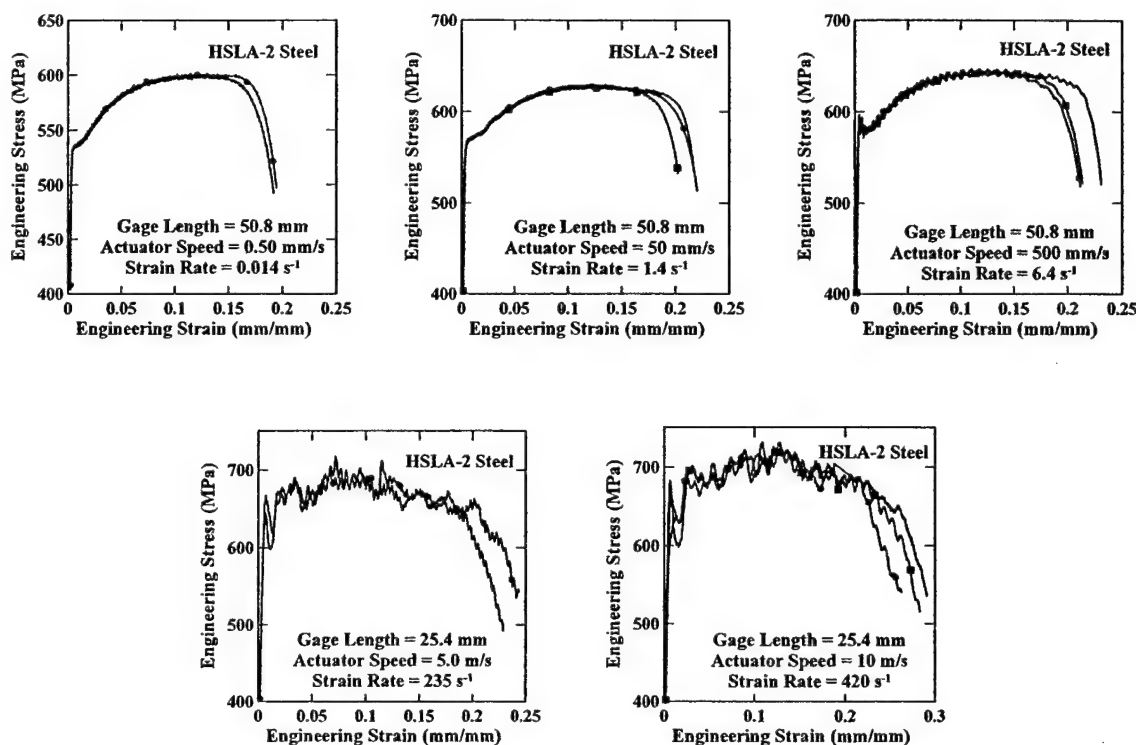 650
600
550
500
450
400
Engineering Stress (MPa)
HSLA-2 Steel
Gage Length = 50.8 mm
Actuator Speed = 0.50 mm/s
Strain Rate = 0.014 s⁻¹
0 0.05 0.1 0.15 0.2 0.25
Engineering Strain (mm/mm)
700
600
500
400
Engineering Stress (MPa)
HSLA-2 Steel
Gage Length = 50.8 mm
Actuator Speed = 50 mm/s
Strain Rate = 1.4 s⁻¹
0 0.05 0.1 0.15 0.2 0.25
Engineering Strain (mm/mm)
700
600
500
400
Engineering Stress (MPa)
HSLA-2 Steel
Gage Length = 50.8 mm
Actuator Speed = 500 mm/s
Strain Rate = 6.4 s⁻¹
0 0.05 0.1 0.15 0.2 0.25
Engineering Strain (mm/mm)
700
600
500
400
Engineering Stress (MPa)
HSLA-2 Steel
Gage Length = 25.4 mm
Actuator Speed = 5.0 m/s
Strain Rate = 235 s⁻¹
0 0.05 0.1 0.15 0.2 0.25
Engineering Strain (mm/mm)
700
600
500
400
Engineering Stress (MPa)
HSLA-2 Steel
Gage Length = 25.4 mm
Actuator Speed = 10 m/s
Strain Rate = 420 s⁻¹
0 0.1 0.2 0.3
Engineering Strain (mm/mm)